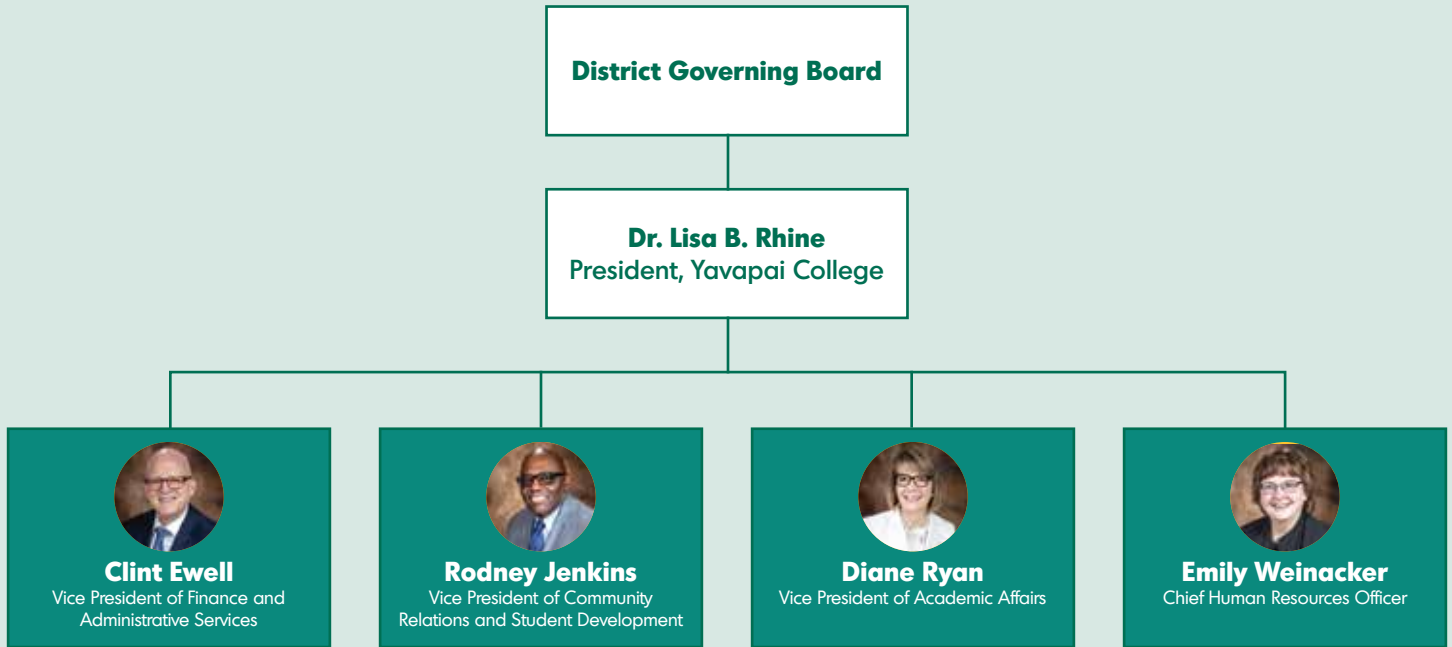 District Governing Board
Dr. Lisa B. Rhine
President, Yavapai College
Clint Ewell
Vice President of Finance and
Administrative Services
Rodney Jenkins
Vice President of Community
Relations and Student Development
Diane Ryan
Vice President of Academic Affairs
Emily Weinacker
Chief Human Resources Officer